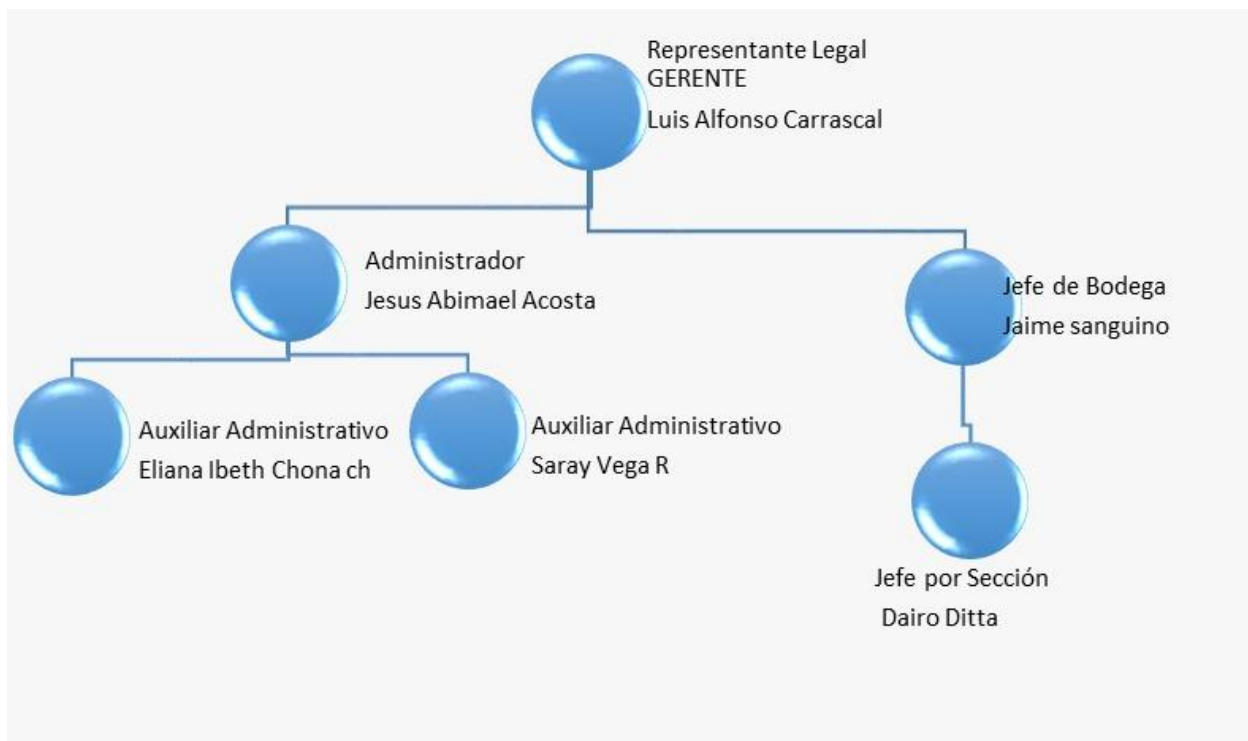 Representante Legal
GERENTE
Luis Alfonso Carrascal
Administrador
Jesus Abimael Acosta
Jefe de Bodega
Jaime sanguino
Auxiliar Administrativo
Eliana Ibeth Chona ch
Auxiliar Administrativo
Saray Vega R
Jefe por Sección
Dairo Ditta